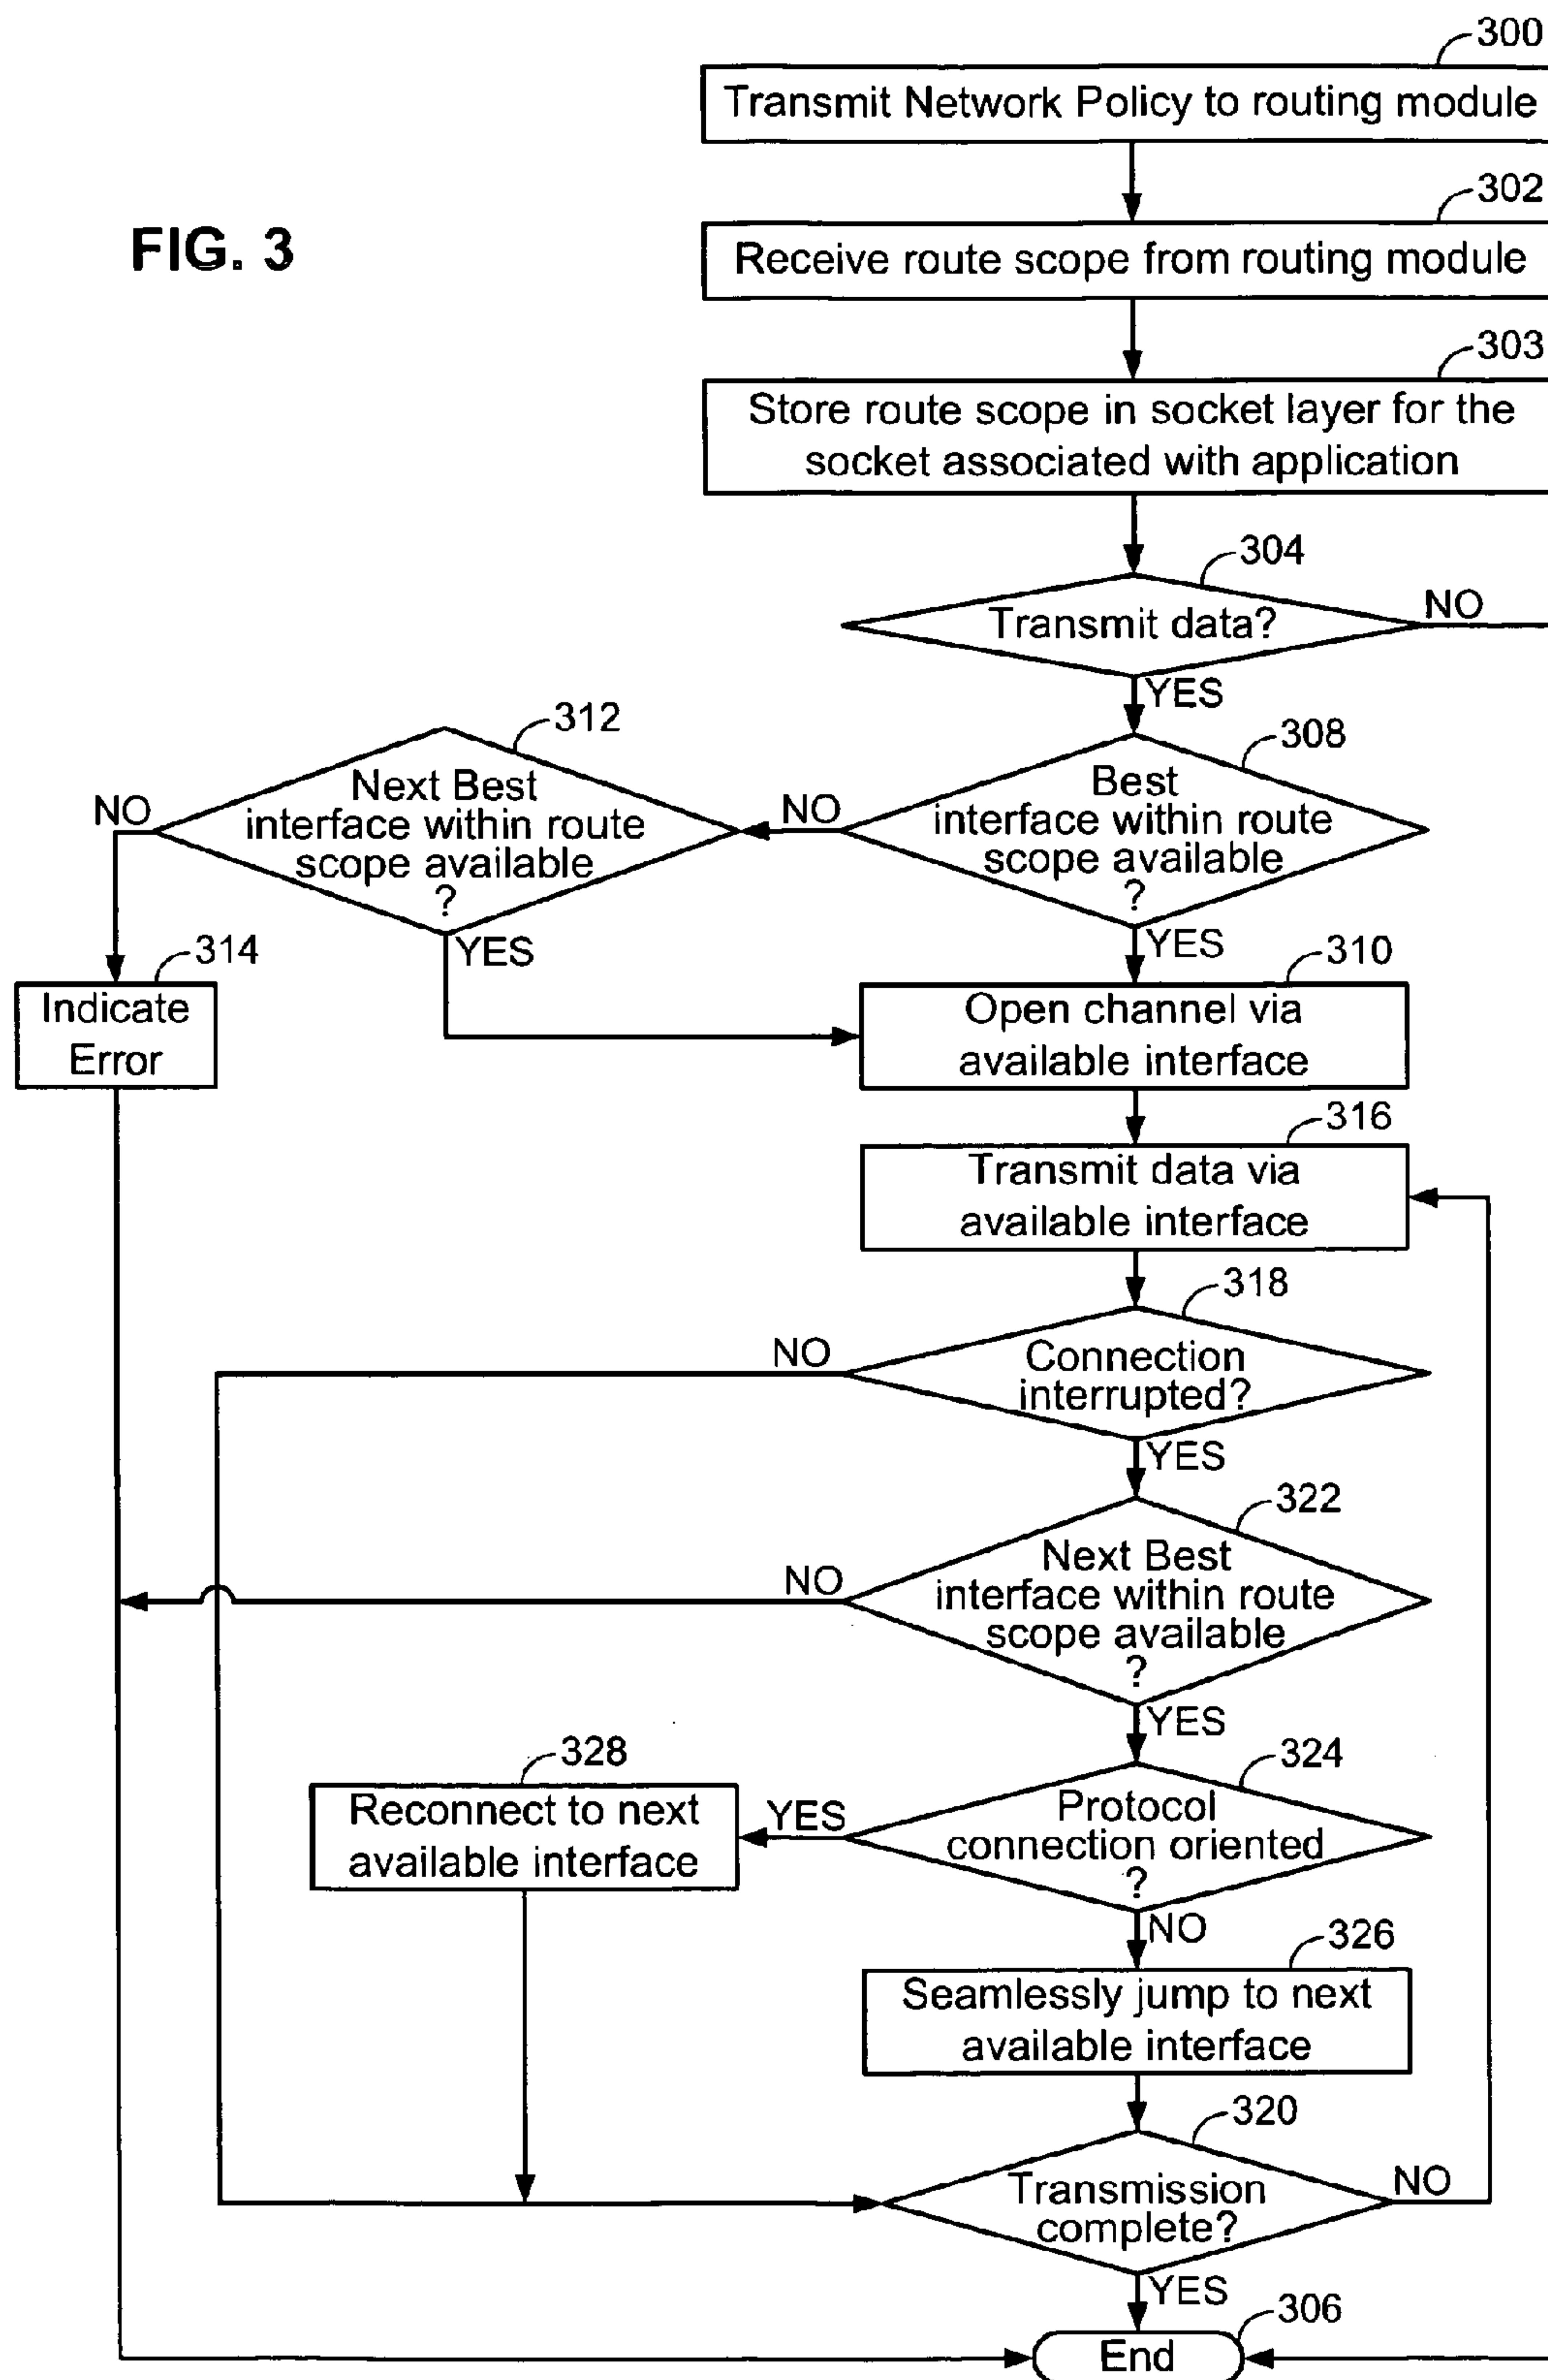 300
Transmit Network Policy to routing module
302
FIG. 3
Receive route scope from routing module
303
Store route scope in socket layer for the
socket associated with application
304
Transmit data?
NO
YES
312
308
Next Best
interface within route
scope available
?
NO
YES
Best
interface within route
scope available
?
NO
YES
314
Indicate
Error
310
Open channel via
available interface
316
Transmit data via
available interface
318
Connection
interrupted?
NO
YES
322
Next Best
interface within route
scope available
?
NO
YES
324
Protocol
connection oriented
?
YES
NO
328
Reconnect to next
available interface
326
Seamlessly jump to next
available interface
320
Transmission
complete?
NO
YES
306
End